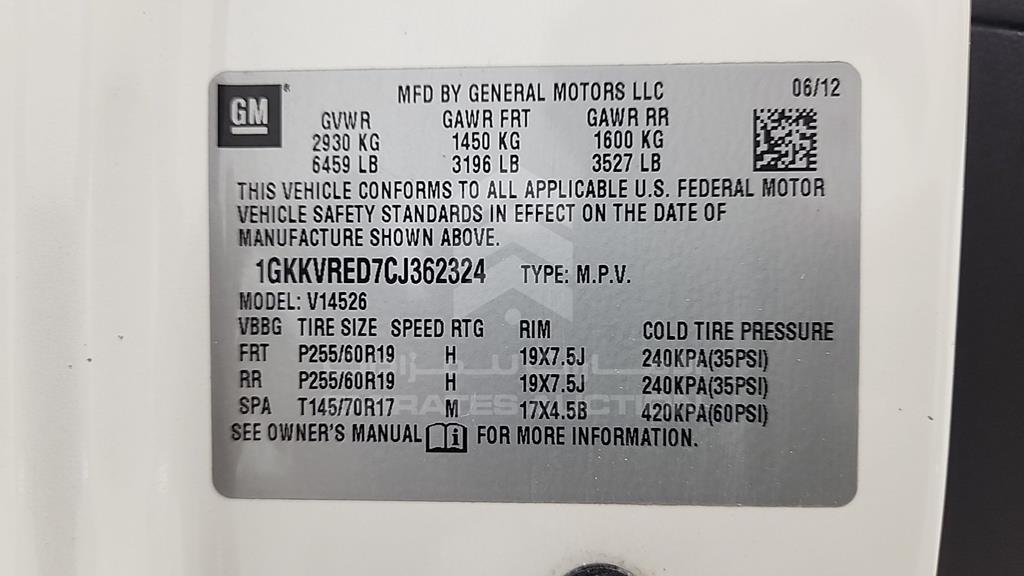 GM
MFD BY GENERAL MOTORS LLC 06/12
GVWR GAWR FRT GAWR RR
2930 KG 1450 KG 1600 KG
6459 LB 3196 LB 3527 LB
THIS VEHICLE CONFORMS TO ALL APPLICABLE U.S. FEDERAL MOTOR
VEHICLE SAFETY STANDARDS IN EFFECT ON THE DATE OF
MANUFACTURE SHOWN ABOVE.
1GKKVRED7CJ362324 TYPE: M.P.V.
MODEL: V14526
VBBG TIRE SIZE SPEED RTG RIM COLD TIRE PRESSURE
FRT P255/60R19 H 19X7.5J 240KPA(35PSI)
RR P255/60R19 H 19X7.5J 240KPA(35PSI)
SPA T145/70R17 M 17X4.5B 420KPA(60PSI)
SEE OWNER'S MANUAL FOR MORE INFORMATION.